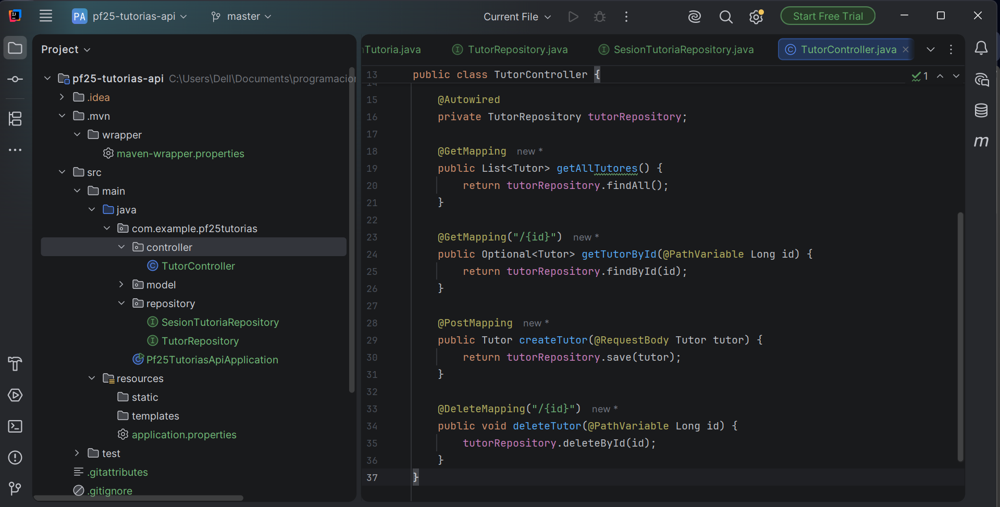 PA pf25-tutorias-api master Current File Start Free Trial
Project
pf25-tutorias-api C:\Users\Dell\Documents\programacion
.idea
.mvn
wrapper
maven-wrapper.properties
src
main
java
com.example.pf25tutorias
controller
TutorController
model
repository
SesionTutoriaRepository
TutorRepository
Pf25TutoriasApiApplication
resources
static
templates
application.properties
test
.gitattributes
.gitignore
nTutoria.java TutorRepository.java SesionTutoriaRepository.java TutorController.java
13 public class TutorController { 1
14
15 @Autowired
16 private TutorRepository tutorRepository;
17
18 @GetMapping new *
19 public List<Tutor> getAllTutores() {
20 return tutorRepository.findAll();
21 }
22
23 @GetMapping("/{id}") new *
24 public Optional<Tutor> getTutorById(@PathVariable Long id) {
25 return tutorRepository.findById(id);
26 }
27
28 @PostMapping new *
29 public Tutor createTutor(@RequestBody Tutor tutor) {
30 return tutorRepository.save(tutor);
31 }
32
33 @DeleteMapping("/{id}") new *
34 public void deleteTutor(@PathVariable Long id) {
35 tutorRepository.deleteById(id);
36 }
37 }
m